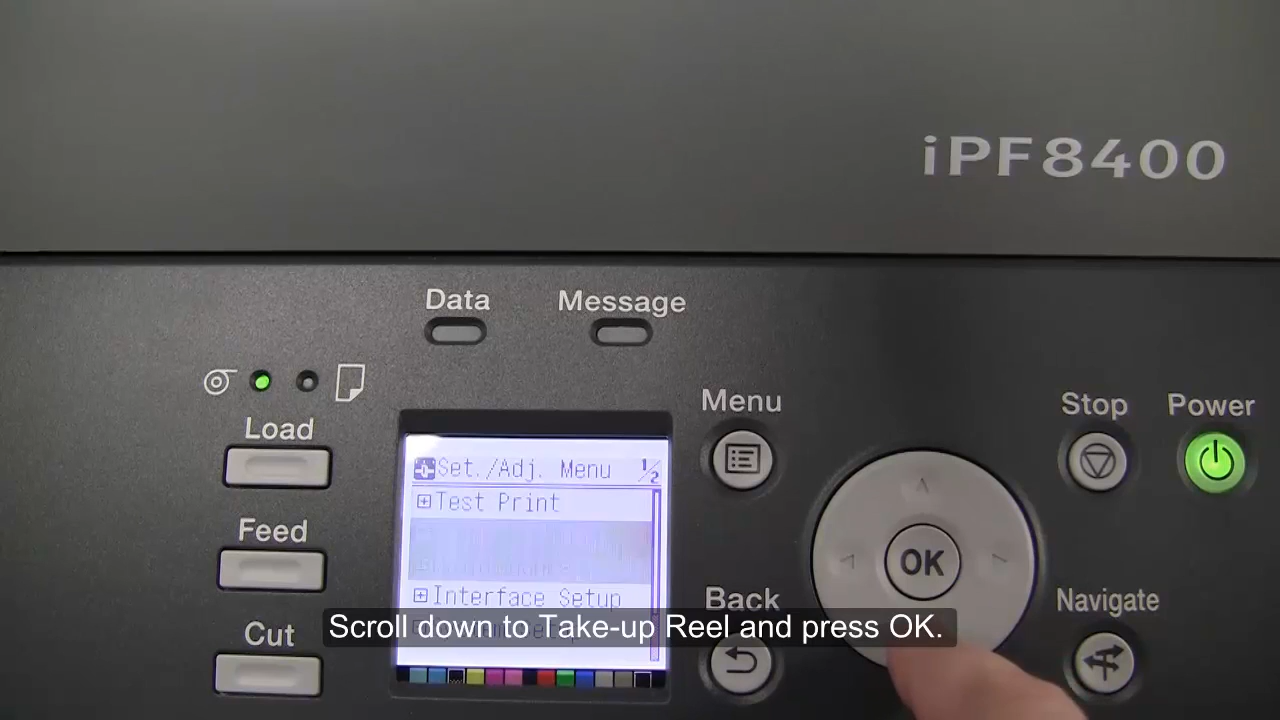 iPF8400
Data
Message
Load
Menu
Stop
Power
Set./Adj. Menu 1/2
Test Print
Feed
OK
Interface Setup
Back
Navigate
Cut
Scroll down to Take-up Reel and press OK.